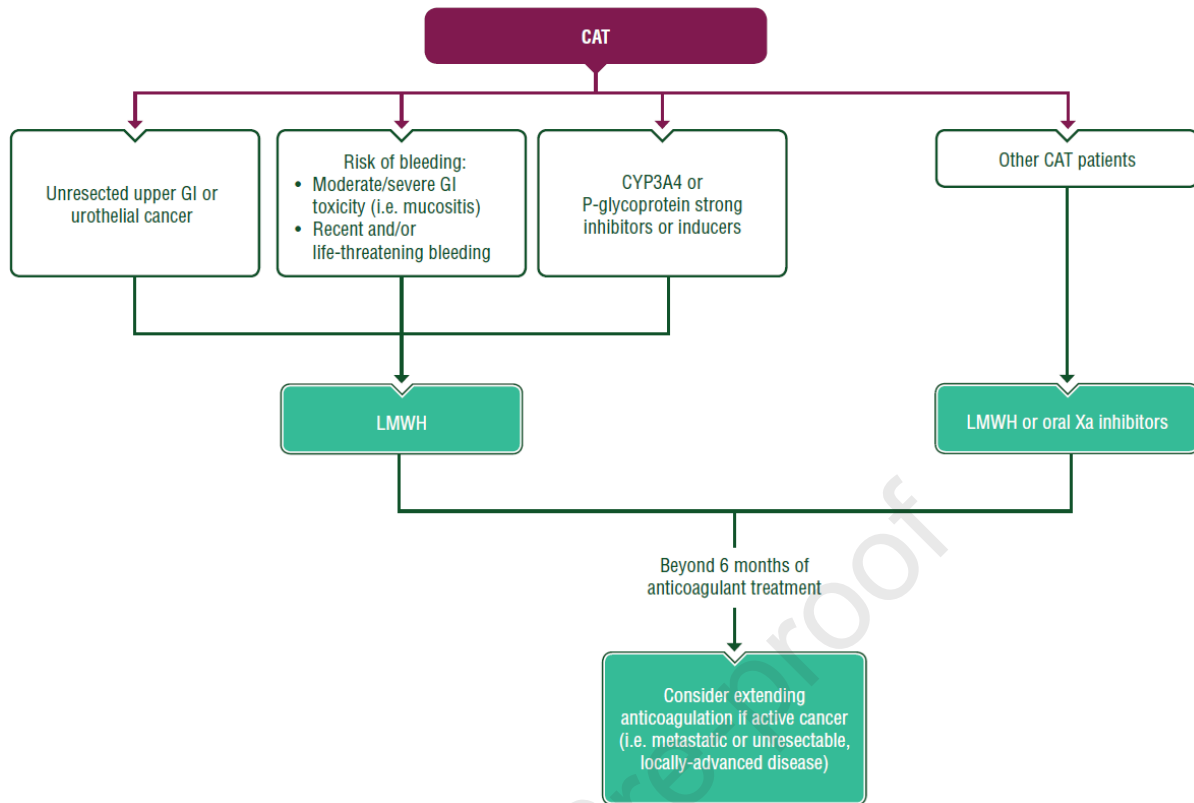 CAT
Unresected upper GI or
urothelial cancer
Risk of bleeding:
• Moderate/severe GI
toxicity (i.e. mucositis)
• Recent and/or
life-threatening bleeding
CYP3A4 or
P-glycoprotein strong
inhibitors or inducers
Other CAT patients
LMWH
LMWH or oral Xa inhibitors
Beyond 6 months of
anticoagulant treatment
Consider extending
anticoagulation if active cancer
(i.e. metastatic or unresectable,
locally-advanced disease)
re-proof